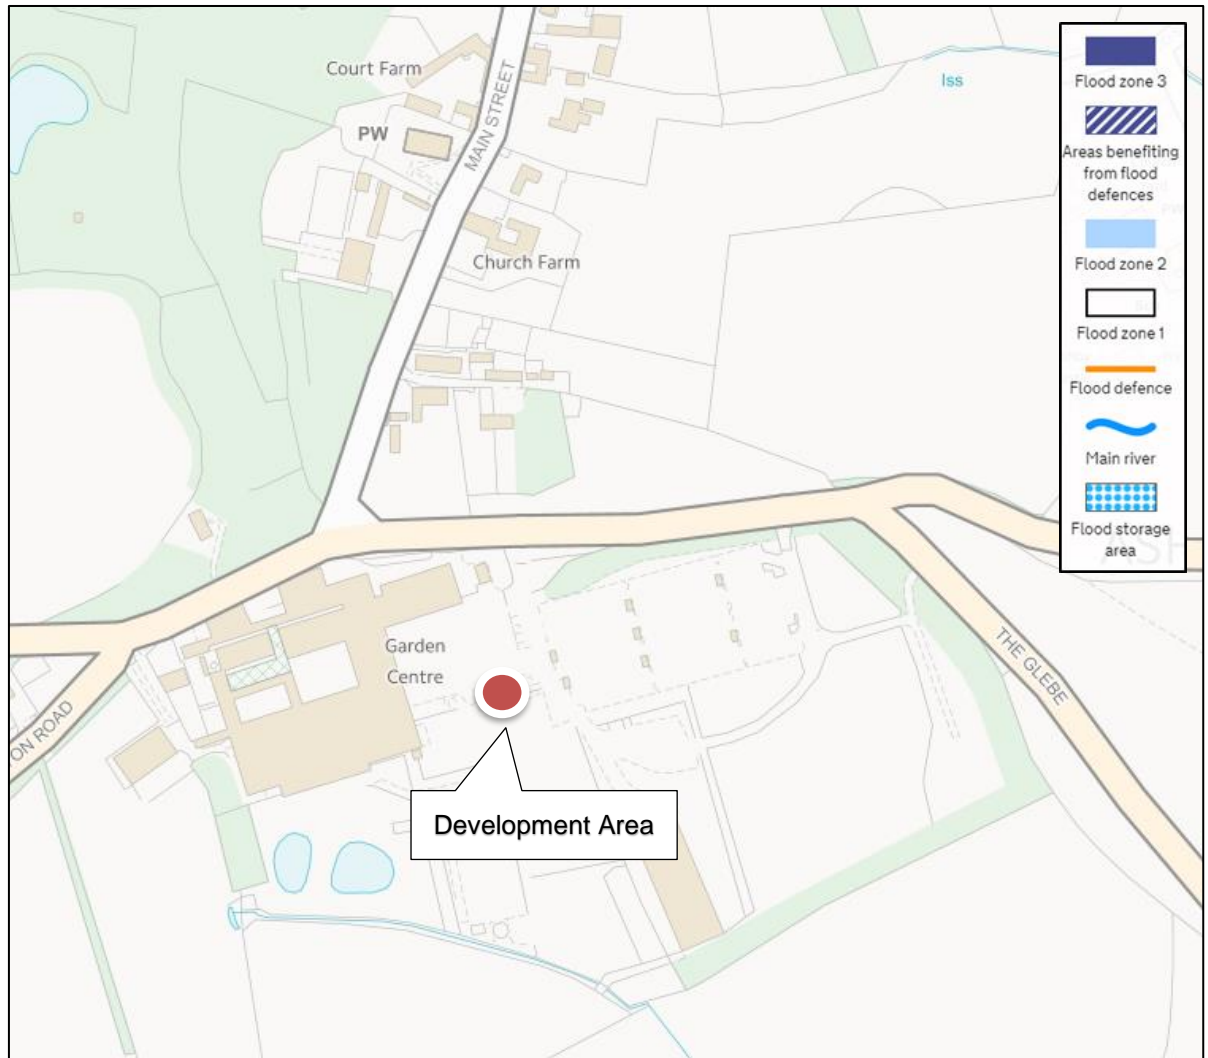 Court Farm
PW
MAIN STREET
Iss
Church Farm
Garden
Centre
THE GLEBE
ON ROAD
Development Area
Flood zone 3
Areas benefiting
from flood
defences
Flood zone 2
Flood zone 1
Flood defence
Main river
Flood storage
area